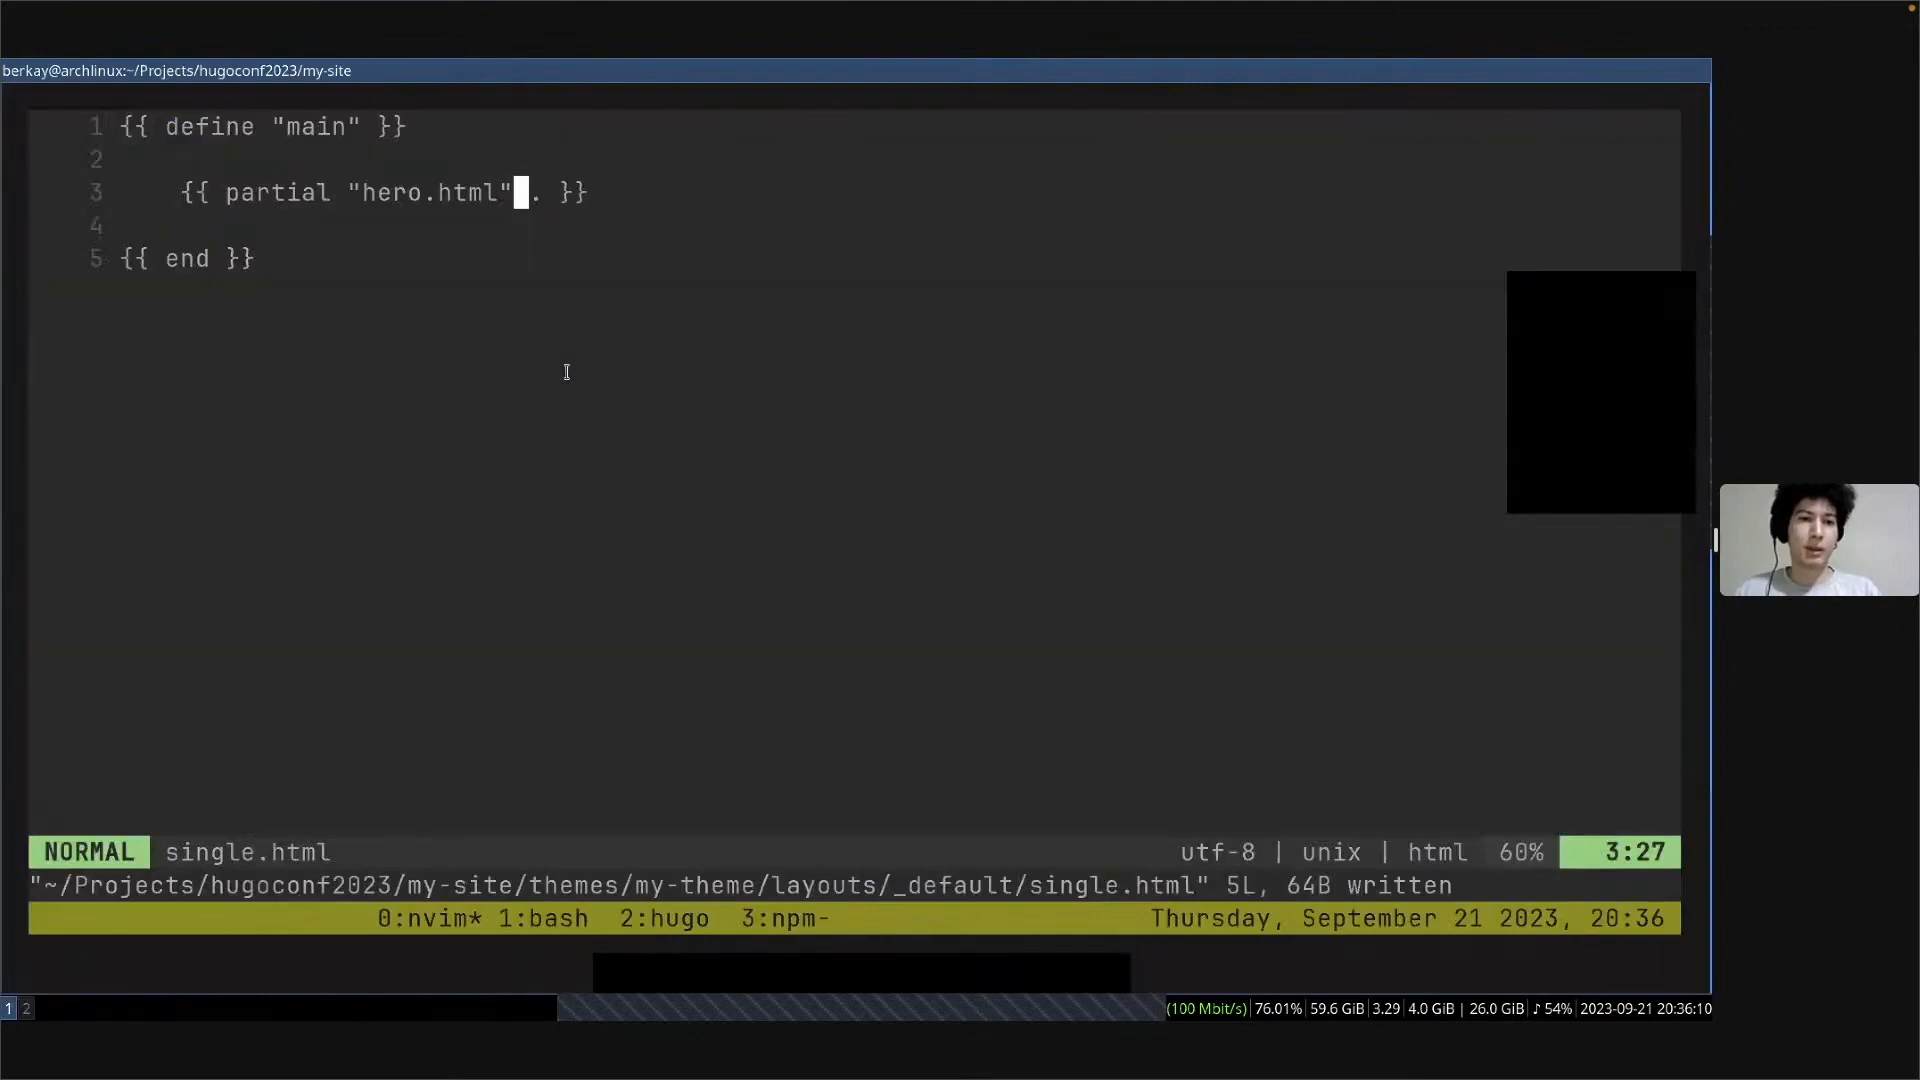 berkay@archlinux:~/Projects/hugoconf2023/my-site
1 {{ define "main" }}
2
3 {{ partial "hero.html" . }}
4
5 {{ end }}
NORMAL single.html utf-8 | unix | html 60% 3:27
"~/Projects/hugoconf2023/my-site/themes/my-theme/layouts/_default/single.html" 5L, 64B written
0:nvim* 1:bash 2:hugo 3:npm- Thursday, September 21 2023, 20:36
1 2 (100 Mbit/s) 76.01% 59.6 GiB 3.29 4.0 GiB | 26.0 GiB ♪ 54% 2023-09-21 20:36:10